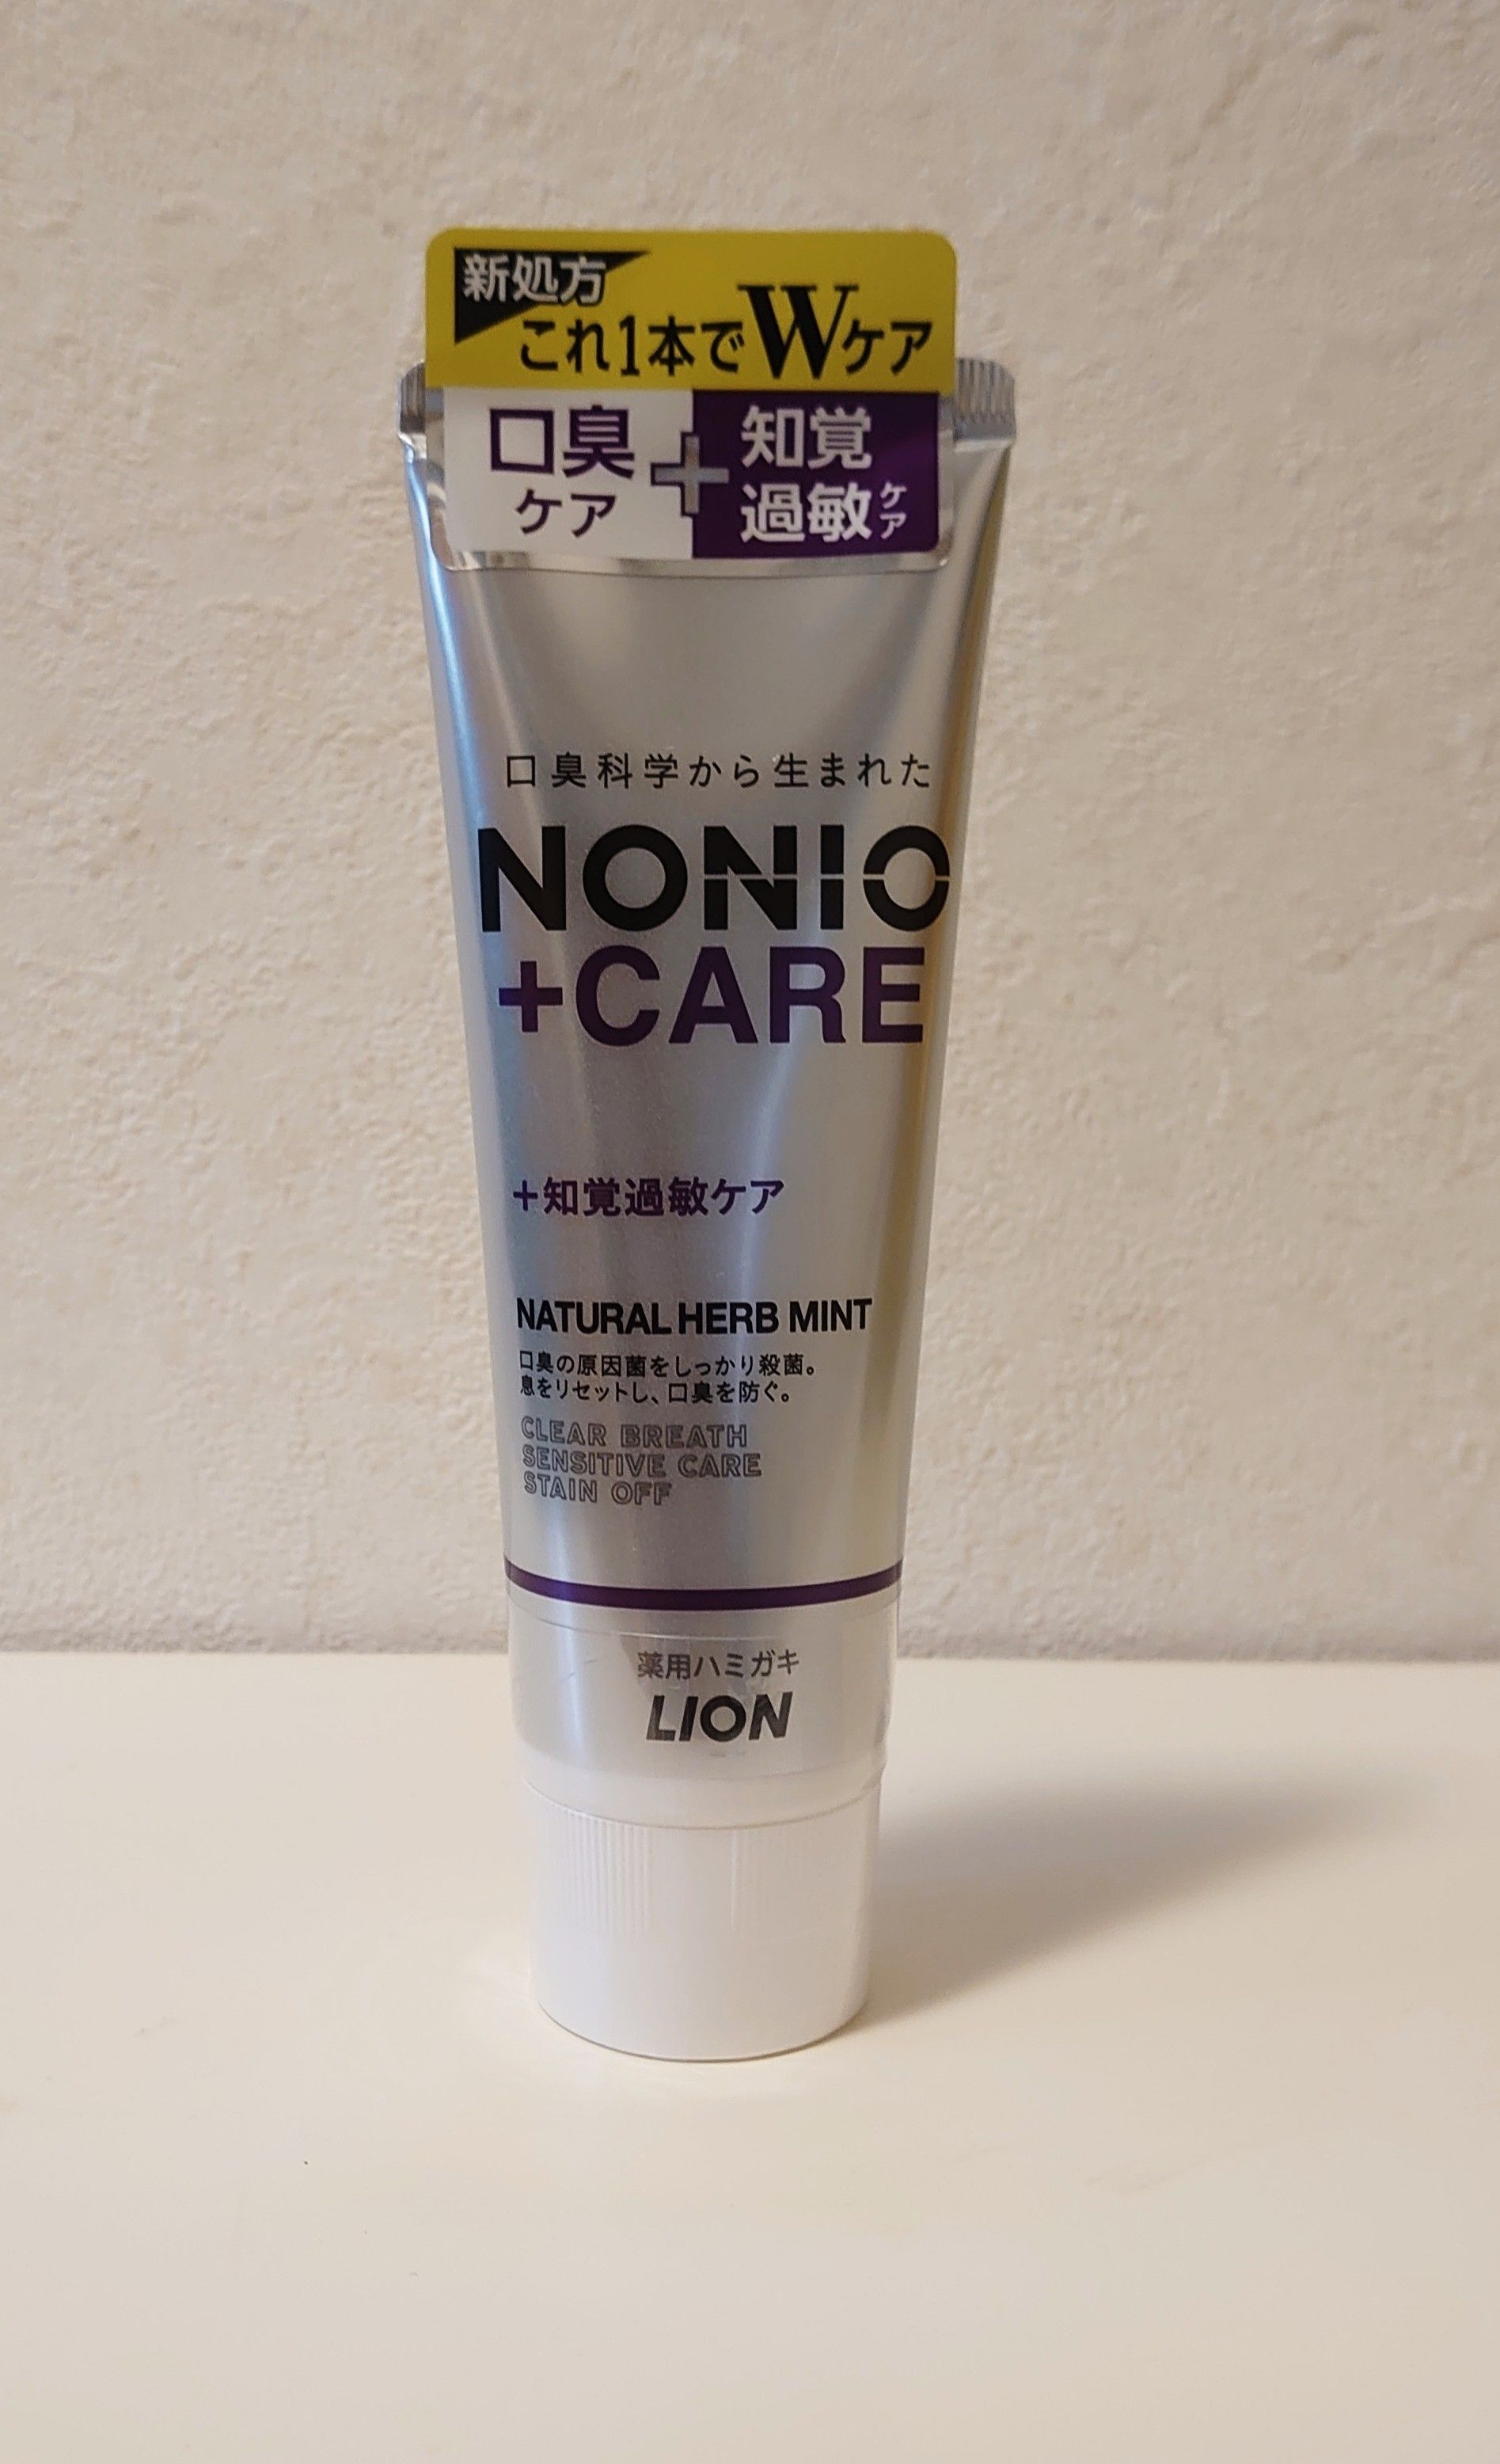 新処方
これ1本でWケア
口臭ケア+知覚過敏ケア
口臭科学から生まれた
NONIO
+CARE
+知覚過敏ケア
NATURAL HERB MINT
口臭の原因菌をしっかり殺菌。
息をリセットし、口臭を防ぐ。
CLEAR BREATH
SENSITIVE CARE
STAIN OFF
薬用ハミガキ
LION